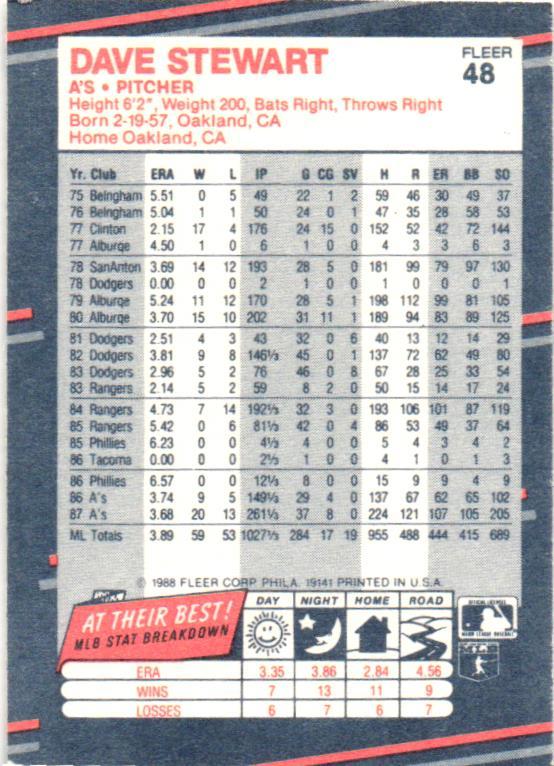 DAVE STEWART
FLEER
48
A'S • PITCHER
Height 6'2", Weight 200, Bats Right, Throws Right
Born 2-19-57, Oakland, CA
Home Oakland, CA
Yr. Club ERA W L IP G CG SV H R ER BB SO
75 Belngham 5.51 0 5 49 22 1 2 59 46 30 49 37
76 Belngham 5.04 1 1 50 24 0 1 47 35 28 58 53
77 Clinton 2.15 17 4 176 24 15 0 152 52 42 72 144
77 Alburqe 4.50 1 0 6 1 0 0 4 3 3 6 3
78 SanAnton 3.69 14 12 193 28 5 0 181 99 79 97 130
78 Dodgers 0.00 0 0 2 1 0 0 1 0 0 0 1
79 Alburqe 5.24 11 12 170 28 5 1 198 112 99 81 105
80 Alburqe 3.70 15 10 202 31 11 1 189 94 83 89 125
81 Dodgers 2.51 4 3 43 32 0 6 40 13 12 14 29
82 Dodgers 3.81 9 8 146⅓ 45 0 1 137 72 62 49 80
83 Dodgers 2.96 5 2 76 46 0 8 67 28 25 33 54
83 Rangers 2.14 5 2 59 8 2 0 50 15 14 17 24
84 Rangers 4.73 7 14 192⅓ 32 3 0 193 106 101 87 119
85 Rangers 5.42 0 6 81⅓ 42 0 4 86 53 49 37 64
85 Phillies 6.23 0 0 4⅓ 4 0 0 5 4 3 4 2
86 Tacoma 0.00 0 0 2⅓ 1 0 0 4 1 0 1 3
86 Phillies 6.57 0 0 12⅓ 8 0 0 15 9 9 4 9
86 A's 3.74 9 5 149⅓ 29 4 0 137 67 62 65 102
87 A's 3.68 20 13 261⅓ 37 8 0 224 121 107 105 205
ML Totals 3.89 59 53 1027⅓ 284 17 19 955 488 444 415 689
© 1988 FLEER CORP. PHILA. 19141 PRINTED IN U.S.A.
AT THEIR BEST!
MLB STAT BREAKDOWN
DAY NIGHT HOME ROAD
ERA 3.35 3.86 2.84 4.56
WINS 7 13 11 9
LOSSES 6 7 6 7
OFFICIAL LICENSEE
MAJOR LEAGUE BASEBALL